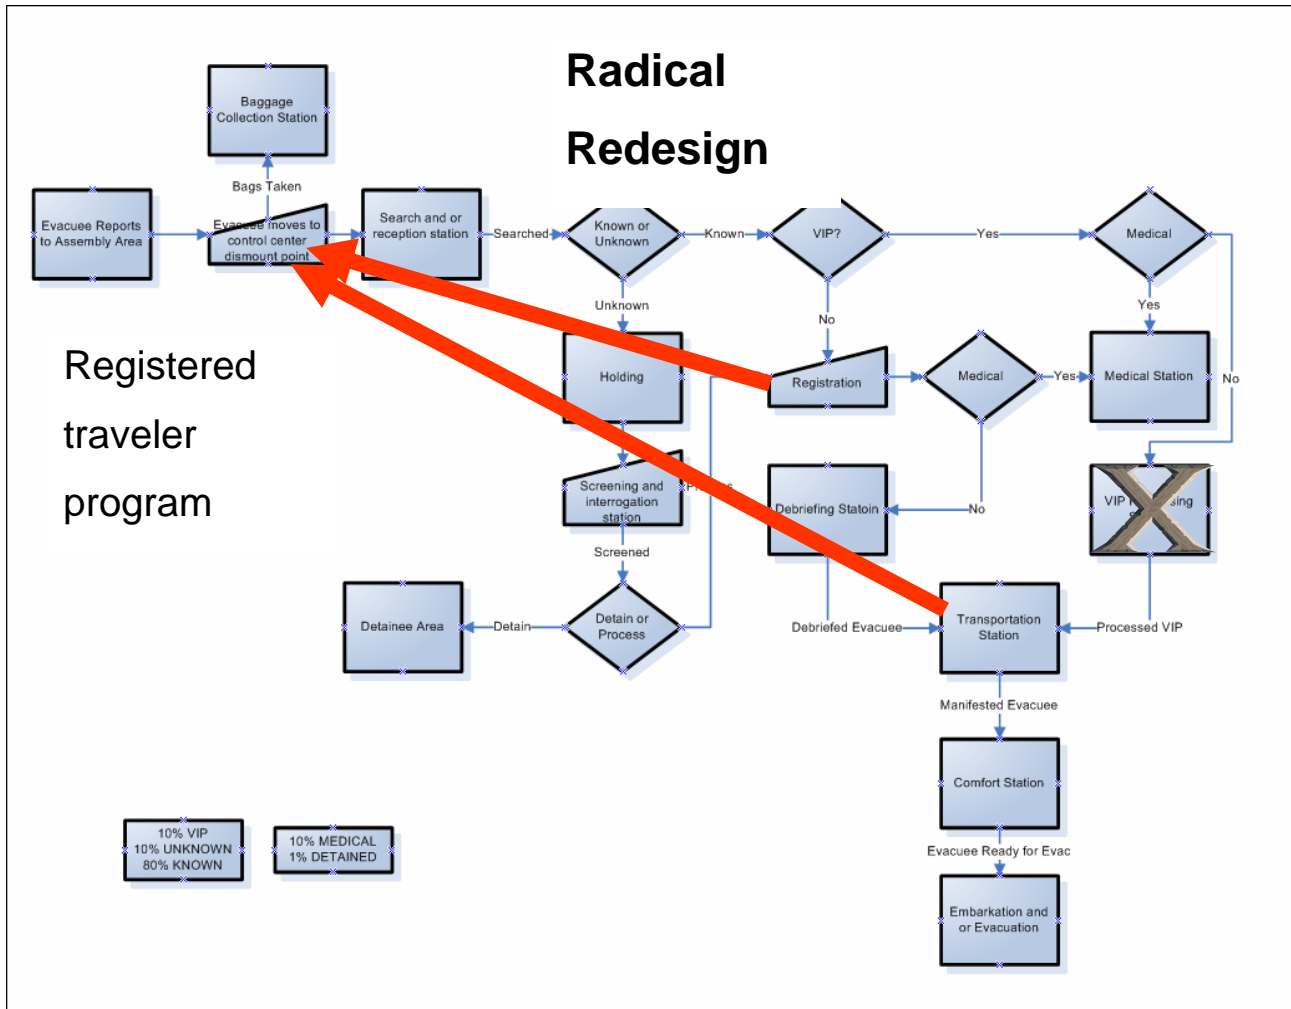 Radical
Redesign
Baggage
Collection Station
Bags Taken
Evacuee Reports
to Assembly Area
Evacuee moves to
control center
dismount point
Search and or
reception station
Searched
Known or
Unknown
Known
VIP?
Yes
Medical
Unknown
No
Yes
No
Registered
traveler
program
Holding
Registration
Medical
Yes
Medical Station
Screening and
interrogation
station
Debriefing Statoin
No
VIP
Screened
Detainee Area
Detain
Detain or
Process
Debriefed Evacuee
Transportation
Station
Processed VIP
Manifested Evacuee
Comfort Station
Evacuee Ready for Evac
Embarkation and
or Evacuation
10% VIP
10% UNKNOWN
80% KNOWN
10% MEDICAL
1% DETAINED